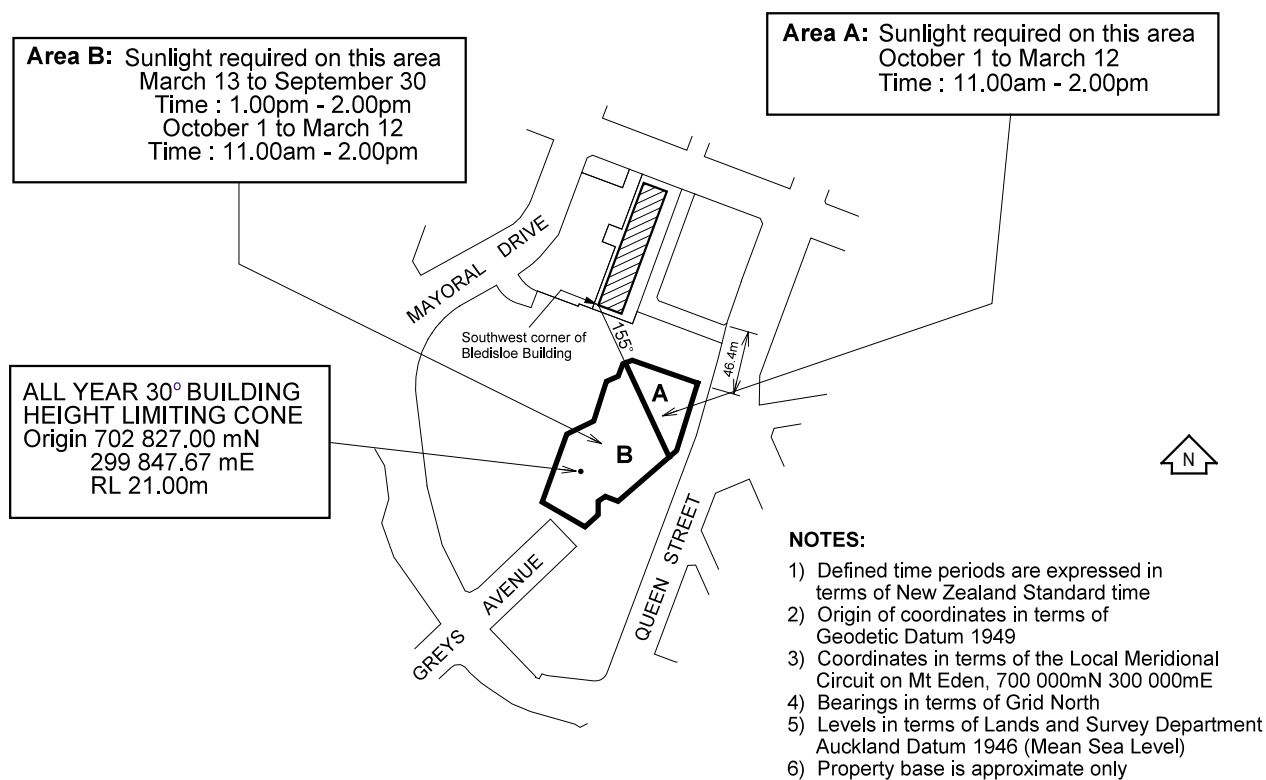 Area B: Sunlight required on this area
March 13 to September 30
Time : 1.00pm - 2.00pm
October 1 to March 12
Time : 11.00am - 2.00pm
Area A: Sunlight required on this area
October 1 to March 12
Time : 11.00am - 2.00pm
MAYORAL DRIVE
Southwest corner of
Bledisloe Building
155°
46.4m
A
B
ALL YEAR 30° BUILDING
HEIGHT LIMITING CONE
Origin 702 827.00 mN
299 847.67 mE
RL 21.00m
N
QUEEN STREET
GREYS AVENUE
NOTES:
1) Defined time periods are expressed in
terms of New Zealand Standard time
2) Origin of coordinates in terms of
Geodetic Datum 1949
3) Coordinates in terms of the Local Meridional
Circuit on Mt Eden, 700 000mN 300 000mE
4) Bearings in terms of Grid North
5) Levels in terms of Lands and Survey Department
Auckland Datum 1946 (Mean Sea Level)
6) Property base is approximate only